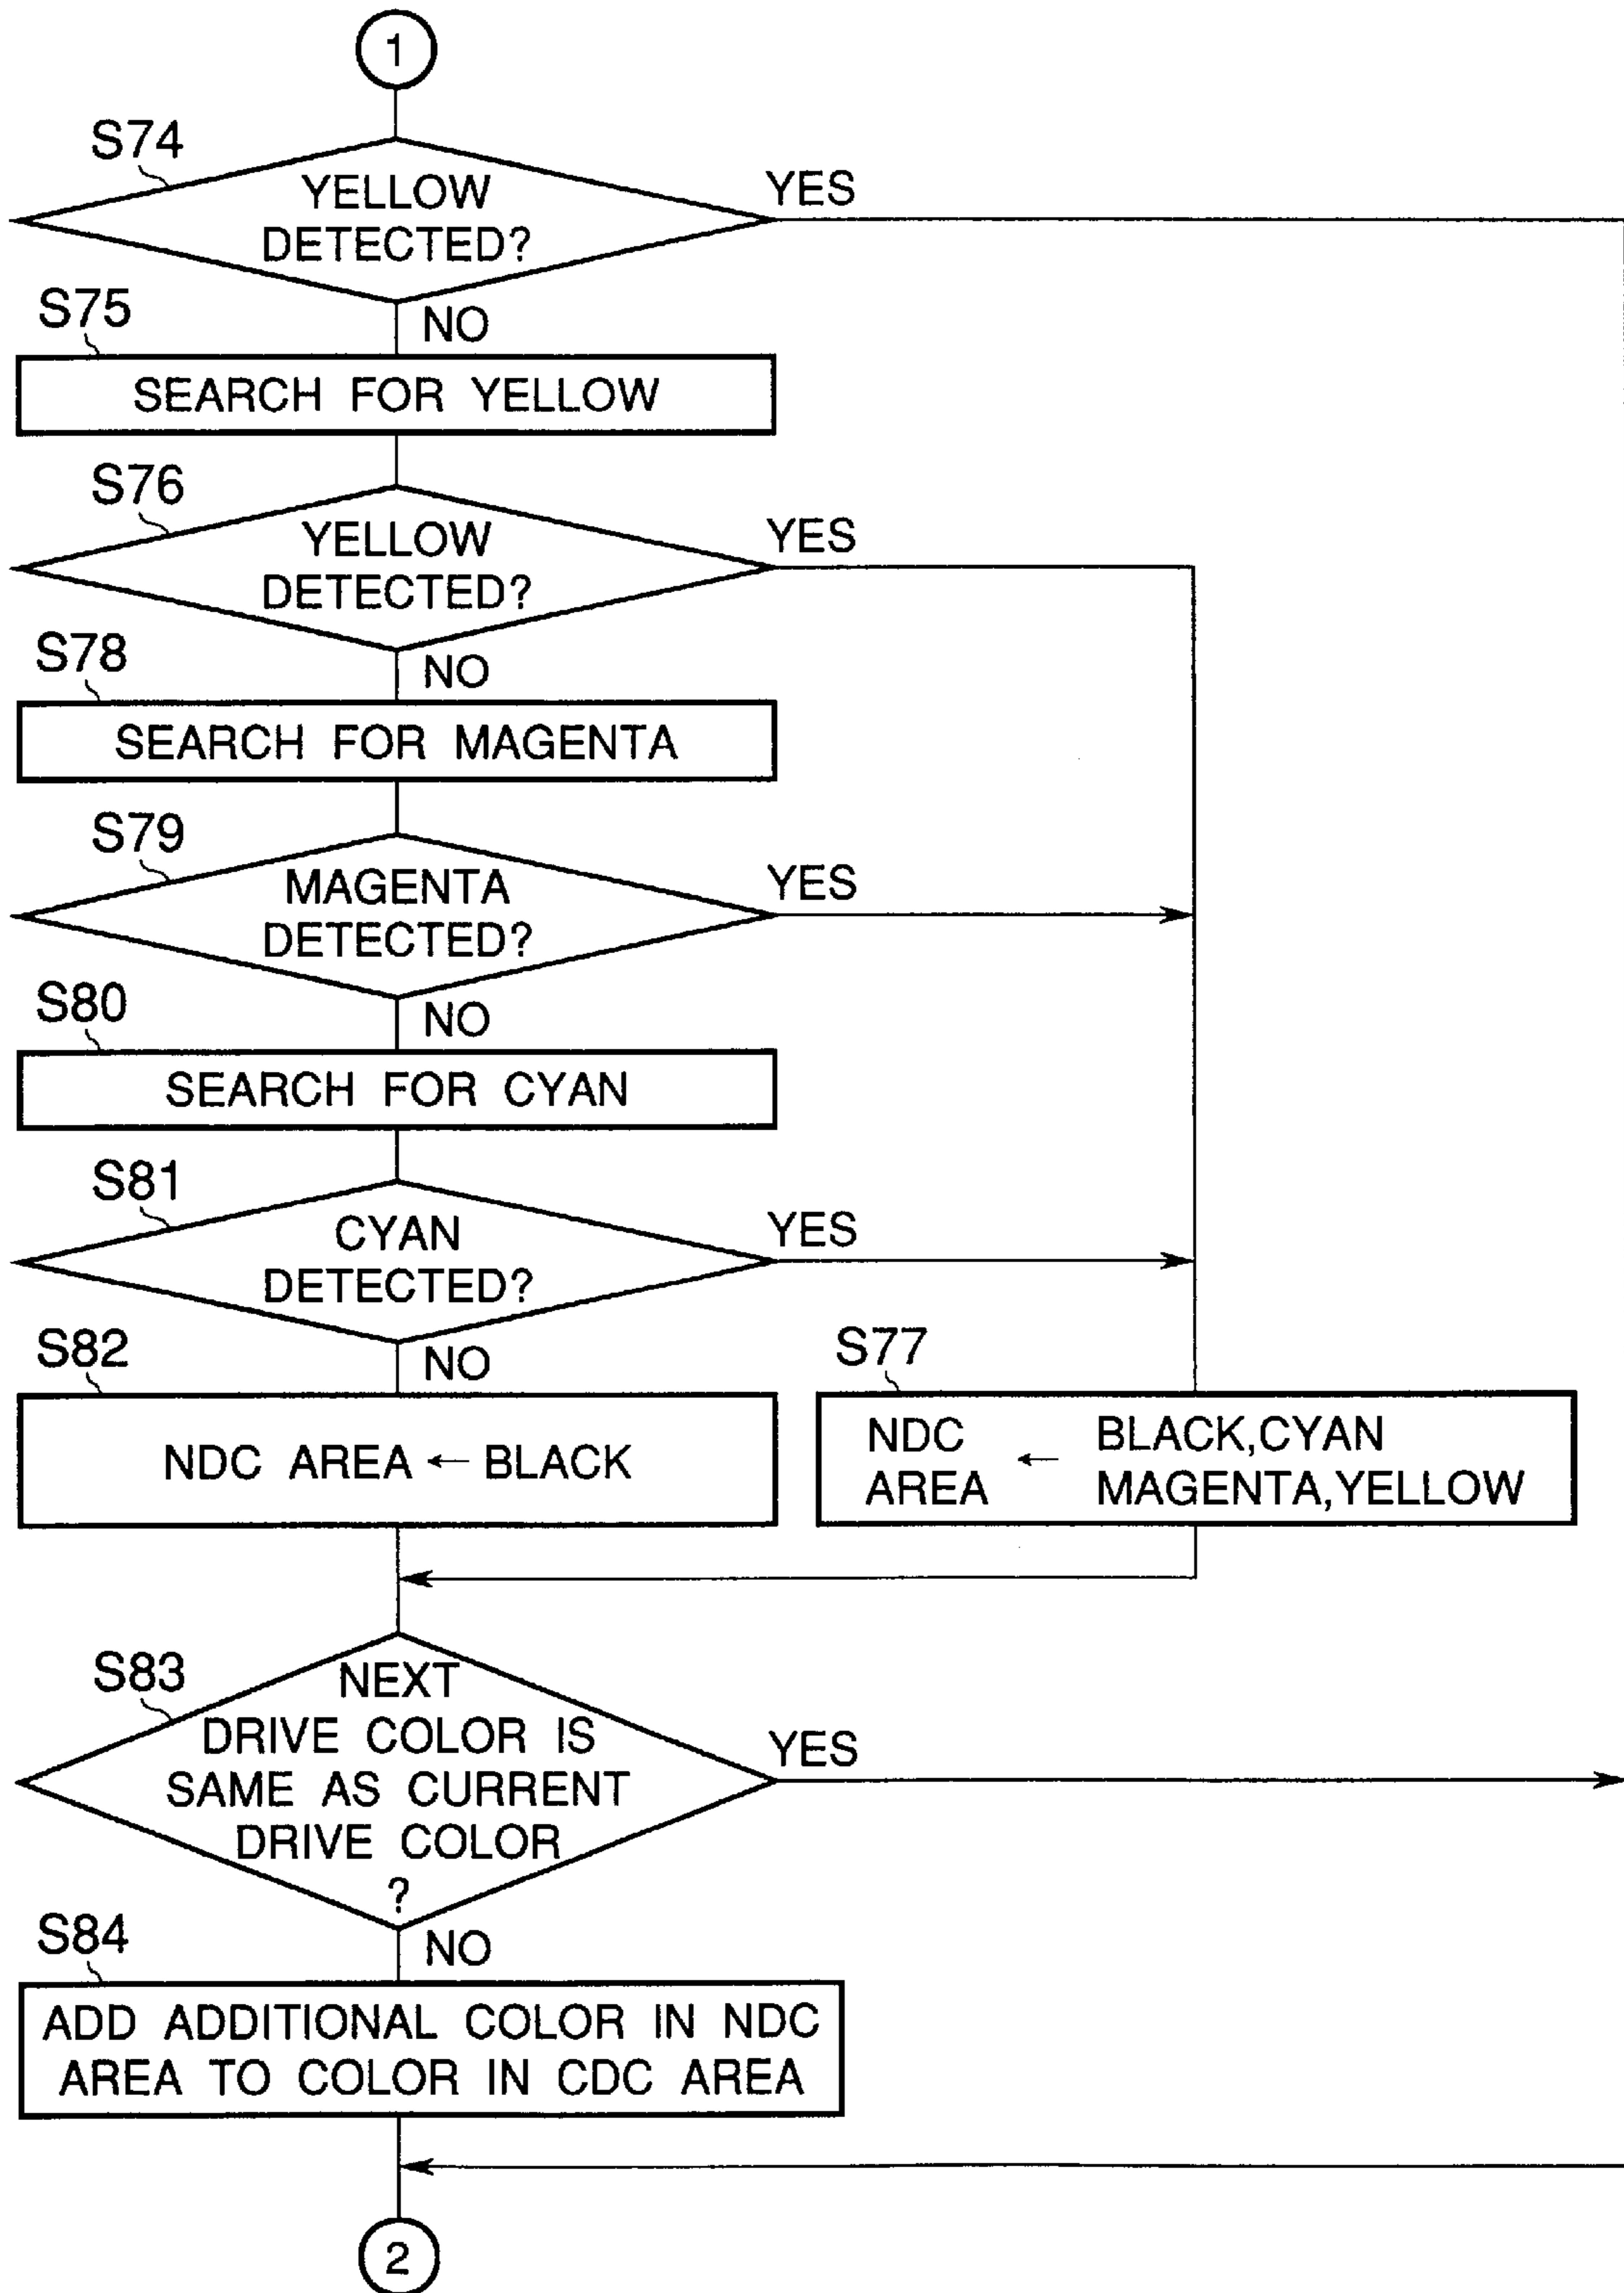 1
S74
YELLOW
DETECTED?
YES
NO
S75
SEARCH FOR YELLOW
S76
YELLOW
DETECTED?
YES
NO
S78
SEARCH FOR MAGENTA
S79
MAGENTA
DETECTED?
YES
NO
S80
SEARCH FOR CYAN
S81
CYAN
DETECTED?
YES
NO
S82
NDC AREA ← BLACK
S77
NDC AREA ← BLACK,CYAN
MAGENTA,YELLOW
S83
NEXT
DRIVE COLOR IS
SAME AS CURRENT
DRIVE COLOR
?
YES
NO
S84
ADD ADDITIONAL COLOR IN NDC
AREA TO COLOR IN CDC AREA
2